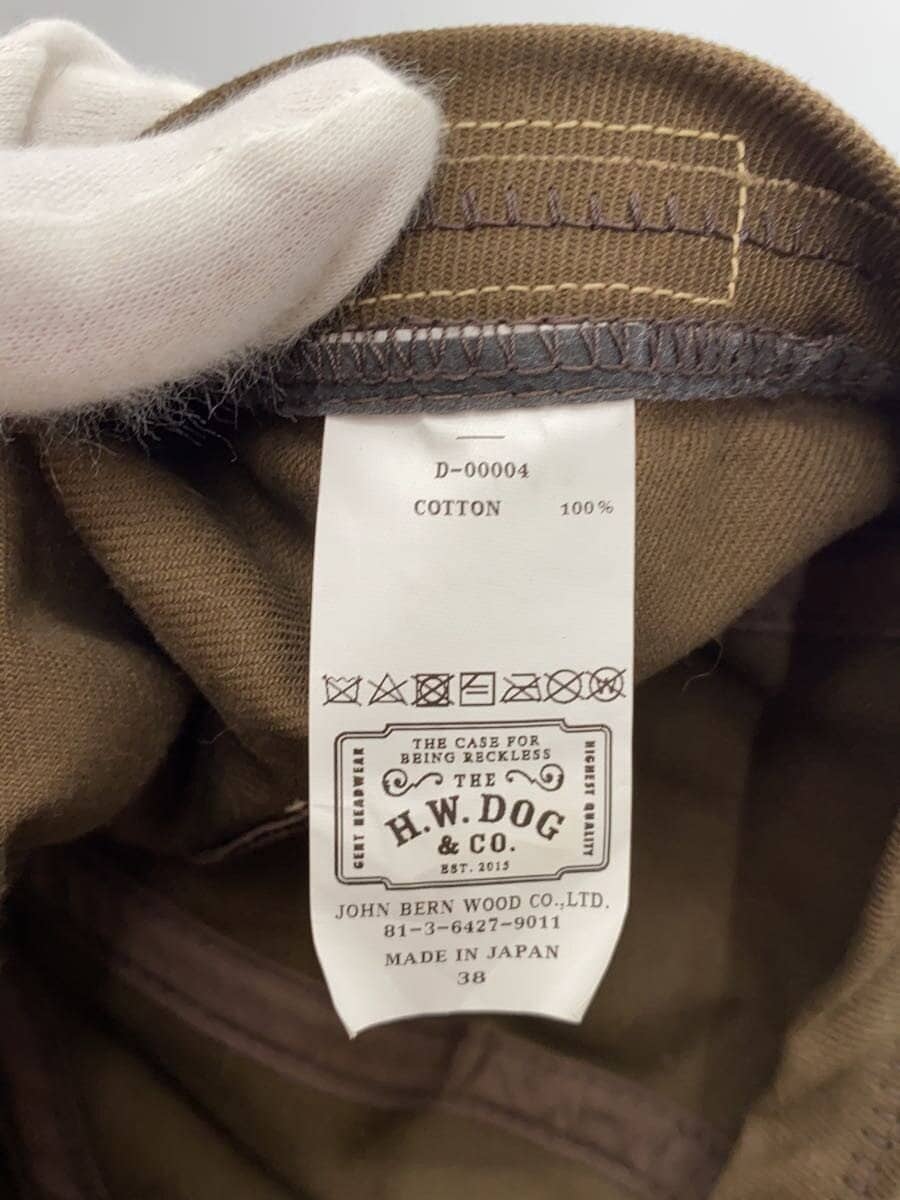 D-00004
COTTON 100%
THE CASE FOR
BEING RECKLESS
THE
H.W. DOG
& CO.
EST. 2015
GENT HEADWEAR
HIGHEST QUALITY
JOHN BERN WOOD CO.,LTD.
81-3-6427-9011
MADE IN JAPAN
38